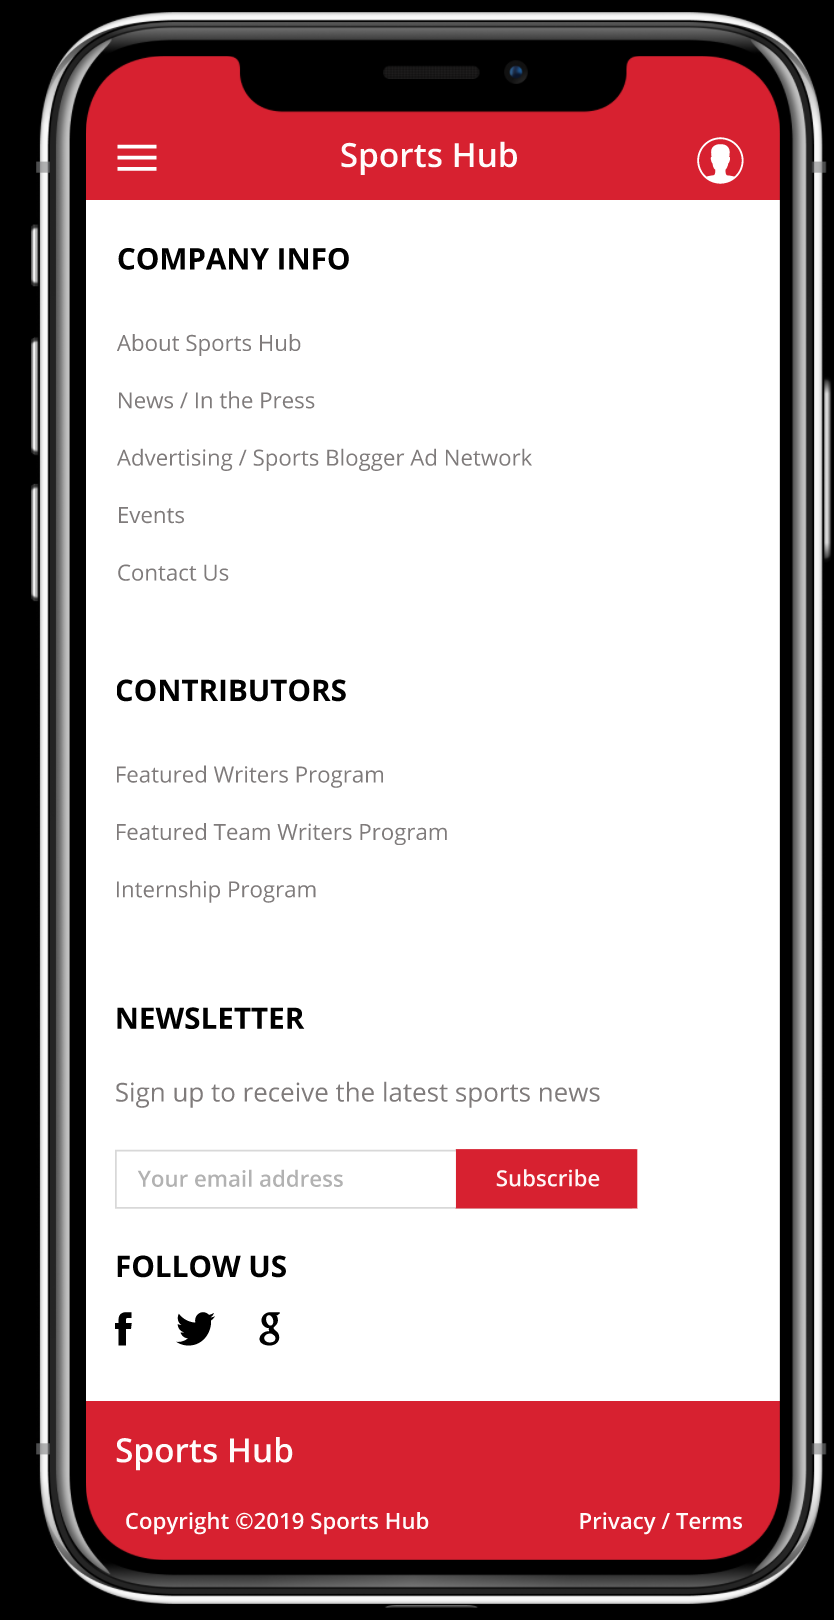 Sports Hub
COMPANY INFO
About Sports Hub
News / In the Press
Advertising / Sports Blogger Ad Network
Events
Contact Us
CONTRIBUTORS
Featured Writers Program
Featured Team Writers Program
Internship Program
NEWSLETTER
Sign up to receive the latest sports news
Your email address
Subscribe
FOLLOW US
Sports Hub
Copyright ©2019 Sports Hub
Privacy / Terms